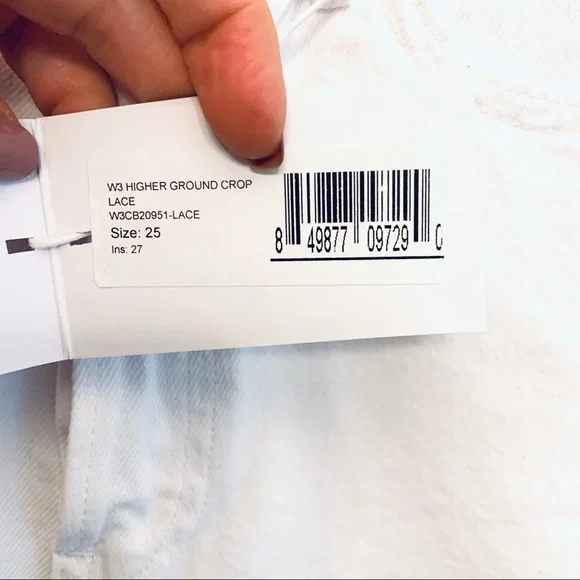 W3 HIGHER GROUND CROP
LACE
W3CB20951-LACE
Size: 25
Ins: 27
8 49877 09729 0